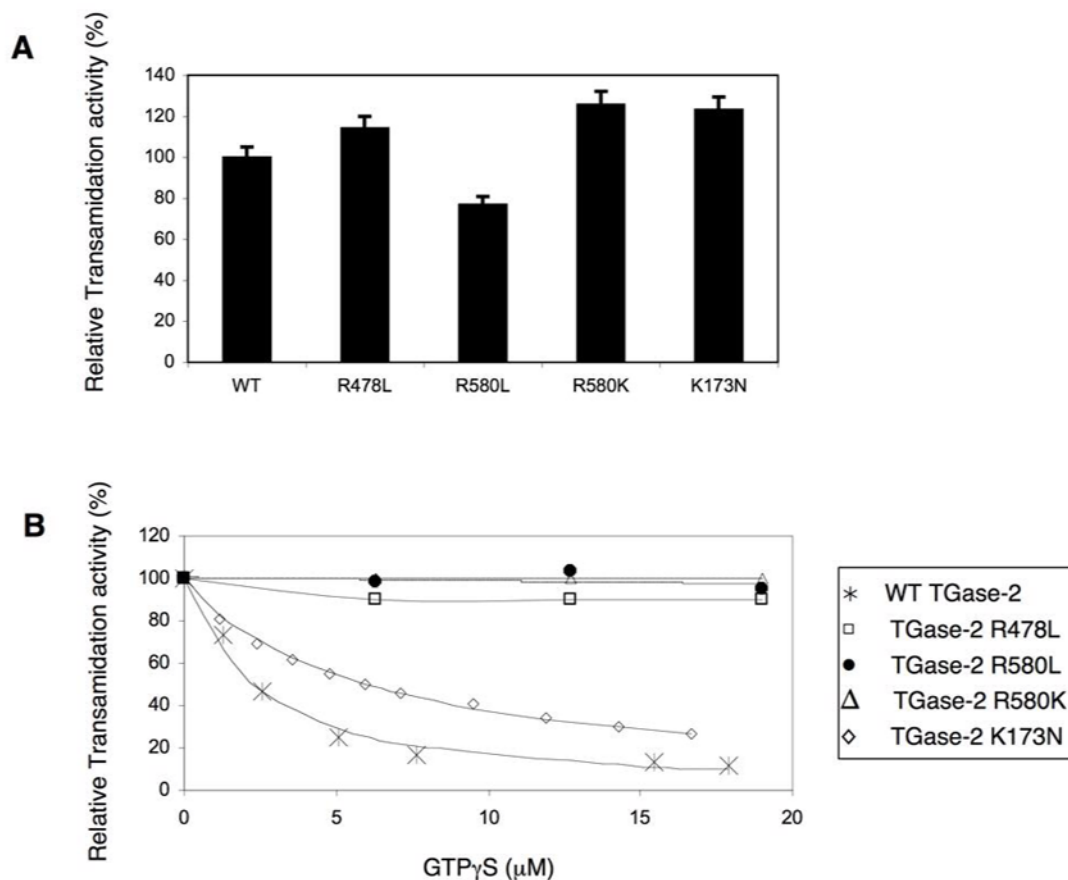 A
Relative Transamidation activity (%)
140
120
100
80
60
40
20
0
WT R478L R580L R580K K173N
B
Relative Transamidation activity (%)
120
100
80
60
40
20
0
0 5 10 15 20
GTPγS (μM)
WT TGase-2
TGase-2 R478L
TGase-2 R580L
TGase-2 R580K
TGase-2 K173N